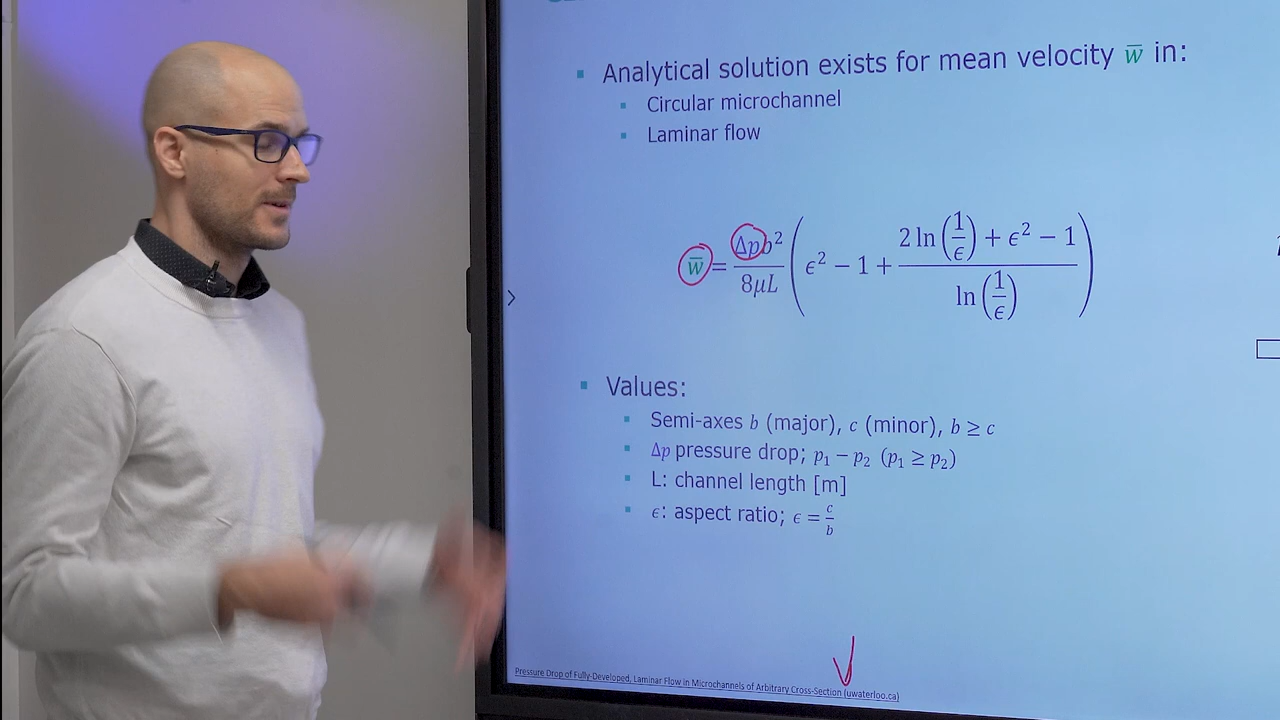 Analytical solution exists for mean velocity w̅ in:
Circular microchannel
Laminar flow
w̅ = Δpb²/8μL (ϵ² − 1 + (2 ln(1/ϵ) + ϵ² − 1)/ln(1/ϵ))
Values:
Semi-axes b (major), c (minor), b ≥ c
Δp pressure drop; p₁ − p₂ (p₁ ≥ p₂)
L: channel length [m]
ϵ: aspect ratio; ϵ = c/b
Pressure Drop of Fully-Developed, Laminar Flow in Microchannels of Arbitrary Cross-Section (uwaterloo.ca)